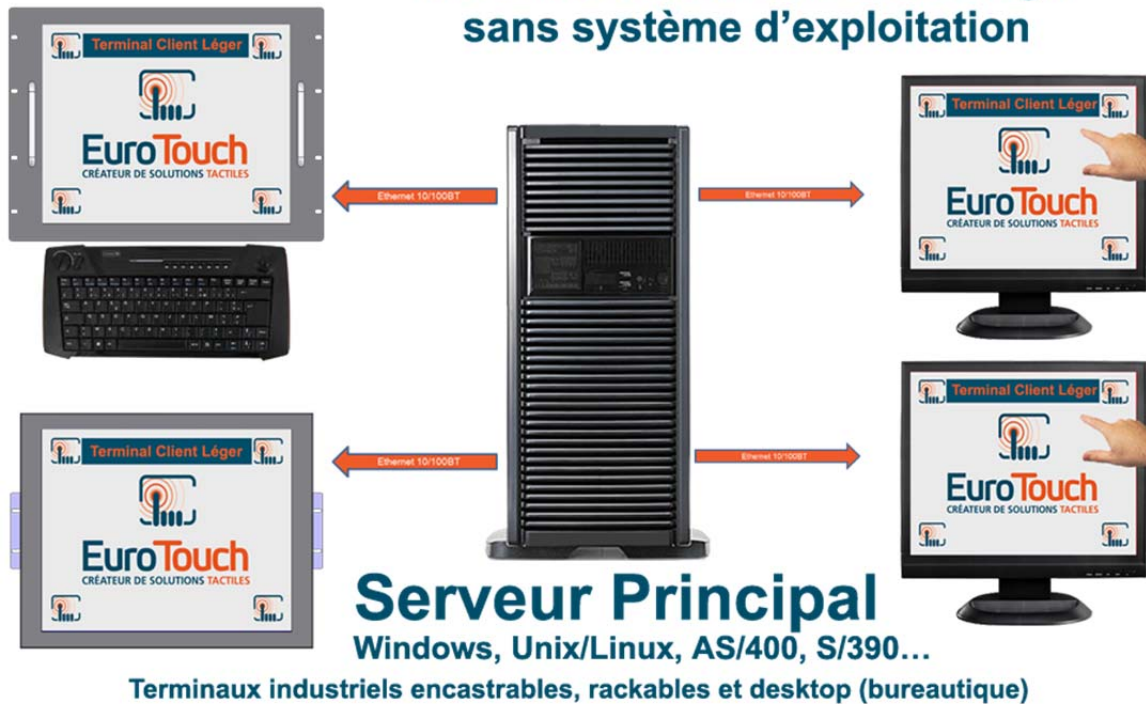 sans système d’exploitation
Terminal Client Léger
EuroTouch
CRÉATEUR DE SOLUTIONS TACTILES
Ethernet 10/100BT
Ethernet 10/100BT
Terminal Client Léger
EuroTouch
CRÉATEUR DE SOLUTIONS TACTILES
Terminal Client Léger
EuroTouch
CRÉATEUR DE SOLUTIONS TACTILES
Ethernet 10/100BT
Ethernet 10/100BT
Terminal Client Léger
EuroTouch
CRÉATEUR DE SOLUTIONS TACTILES
Serveur Principal
Windows, Unix/Linux, AS/400, S/390…
Terminaux industriels encastrables, rackables et desktop (bureautique)